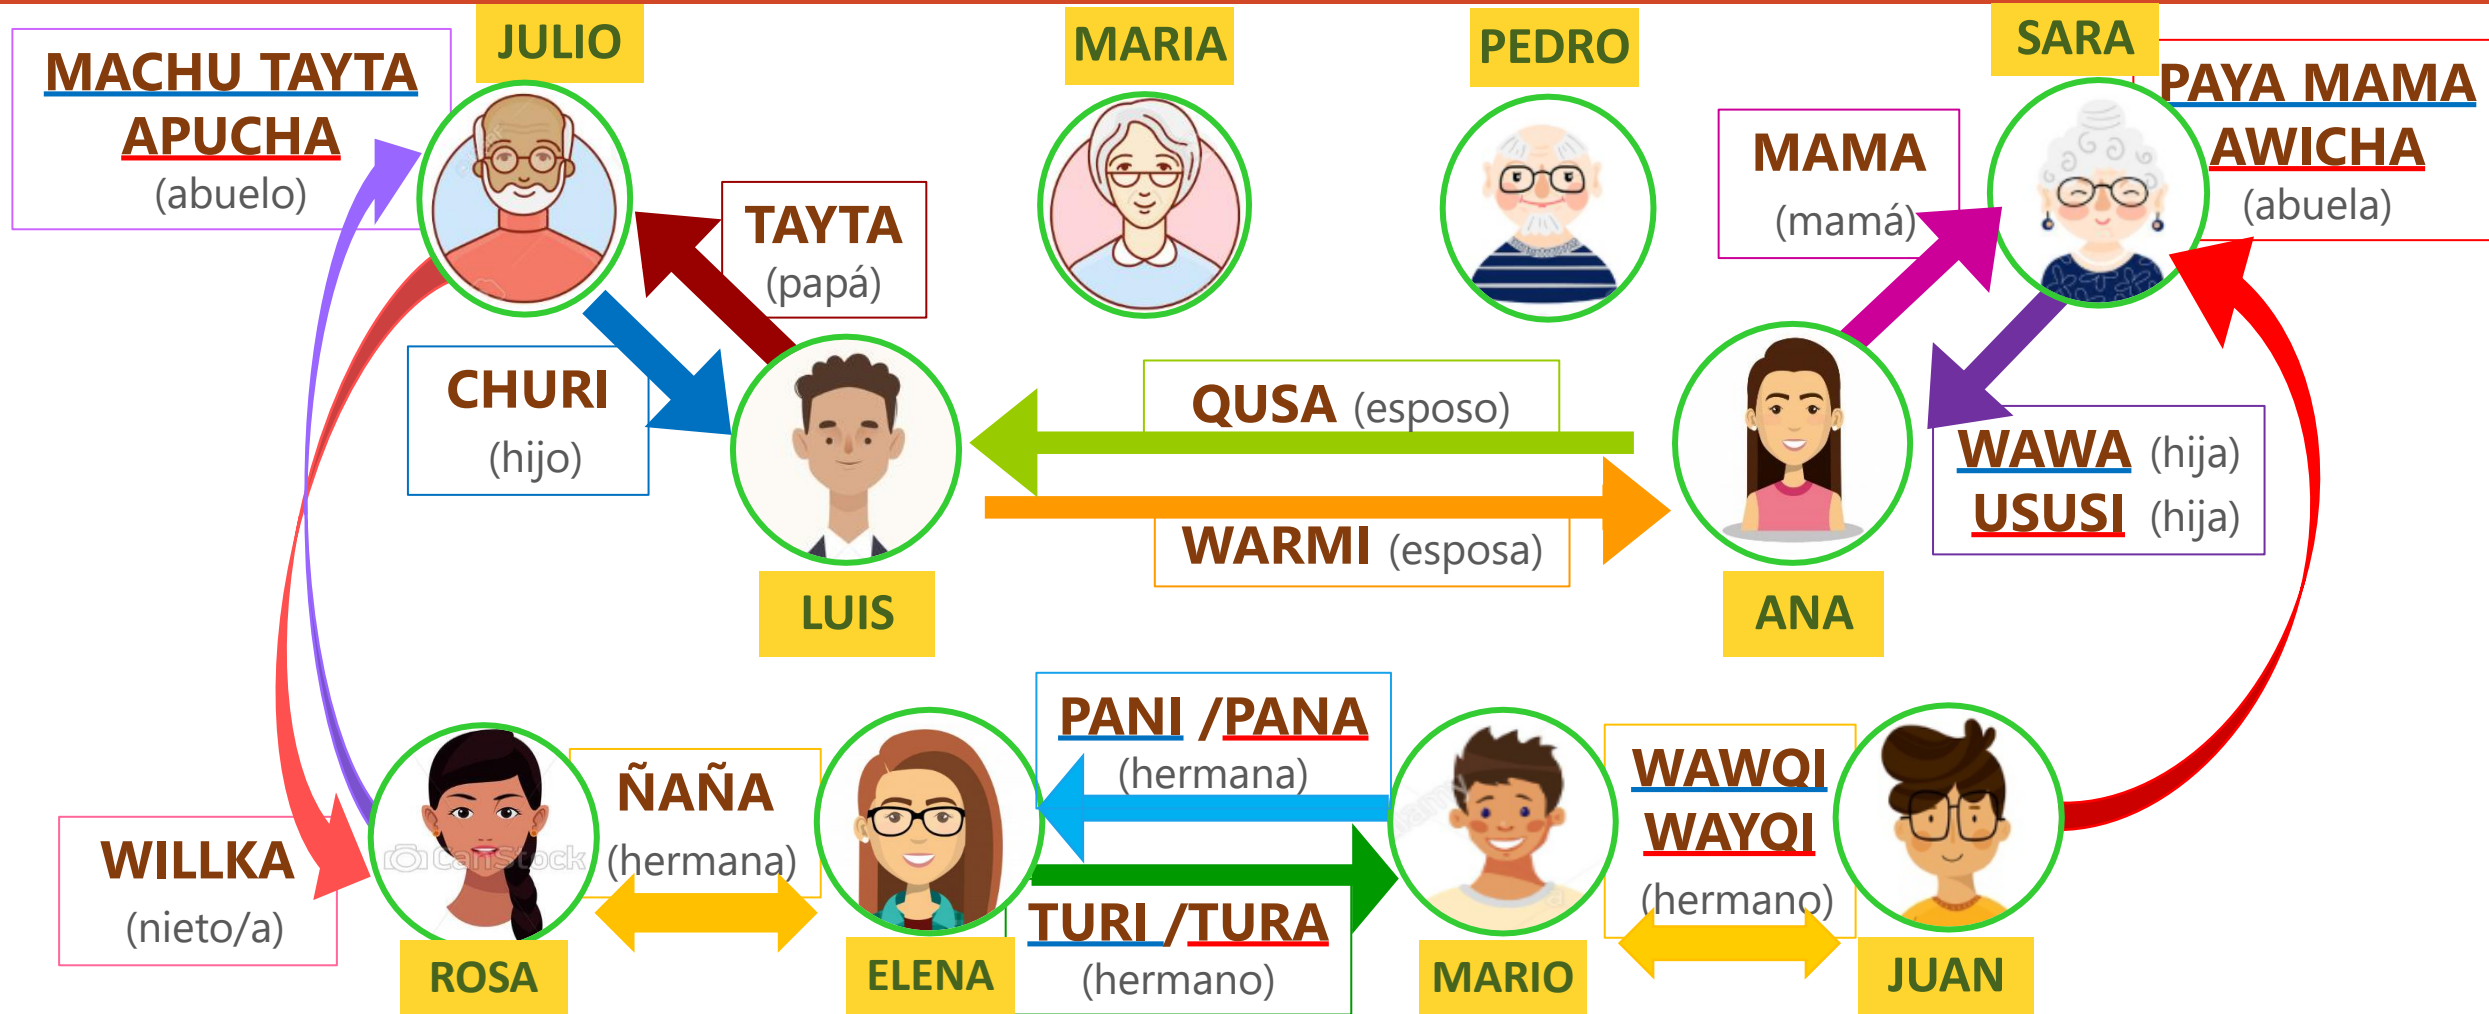 JULIO
MARIA
PEDRO
SARA
MACHU TAYTA
APUCHA
(abuelo)
TAYTA
(papá)
MAMA
(mamá)
PAYA MAMA
AWICHA
(abuela)
CHURI
(hijo)
QUSA (esposo)
WARMI (esposa)
WAWA (hija)
USUSI (hija)
LUIS
ANA
WILLKA
(nieto/a)
ÑAÑA
(hermana)
PANI /PANA
(hermana)
TURI /TURA
(hermano)
WAWQI
WAYQI
(hermano)
CanStock
ROSA
ELENA
MARIO
JUAN